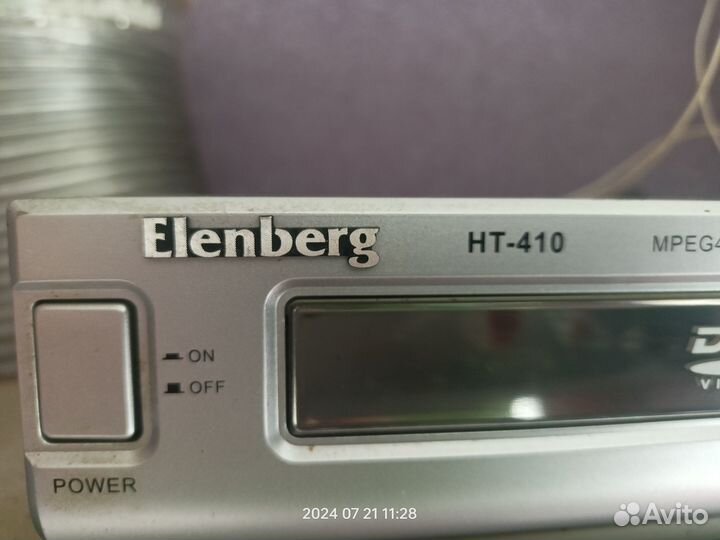 Elenberg
HT-410
MPEG4
ON
OFF
POWER
2024 07 21 11:28
Avito